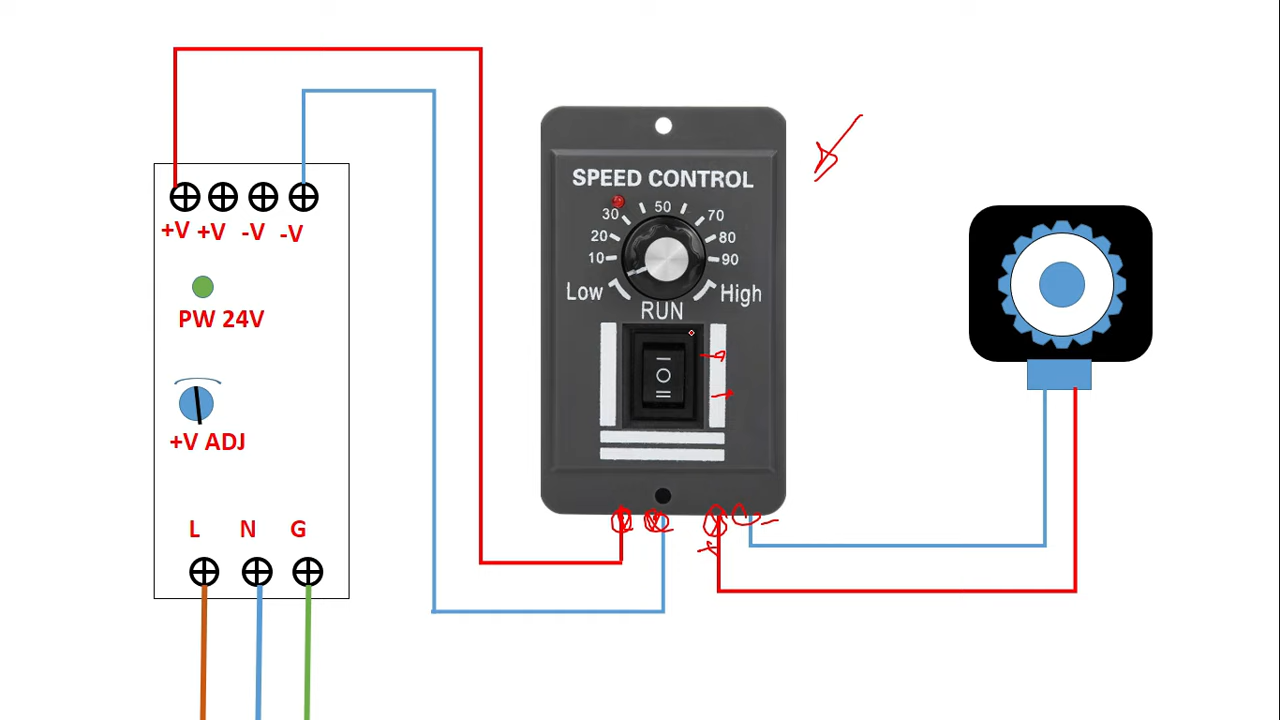 +V +V -V -V
PW 24V
+V ADJ
L N G
SPEED CONTROL
10 20 30 50 70 80 90
Low High
RUN